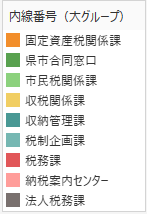 内線番号（大グループ）
固定資産税関係課
県市合同窓口
市民税関係課
収税関係課
収納管理課
税制企画課
税務課
納税案内センター
法人税務課